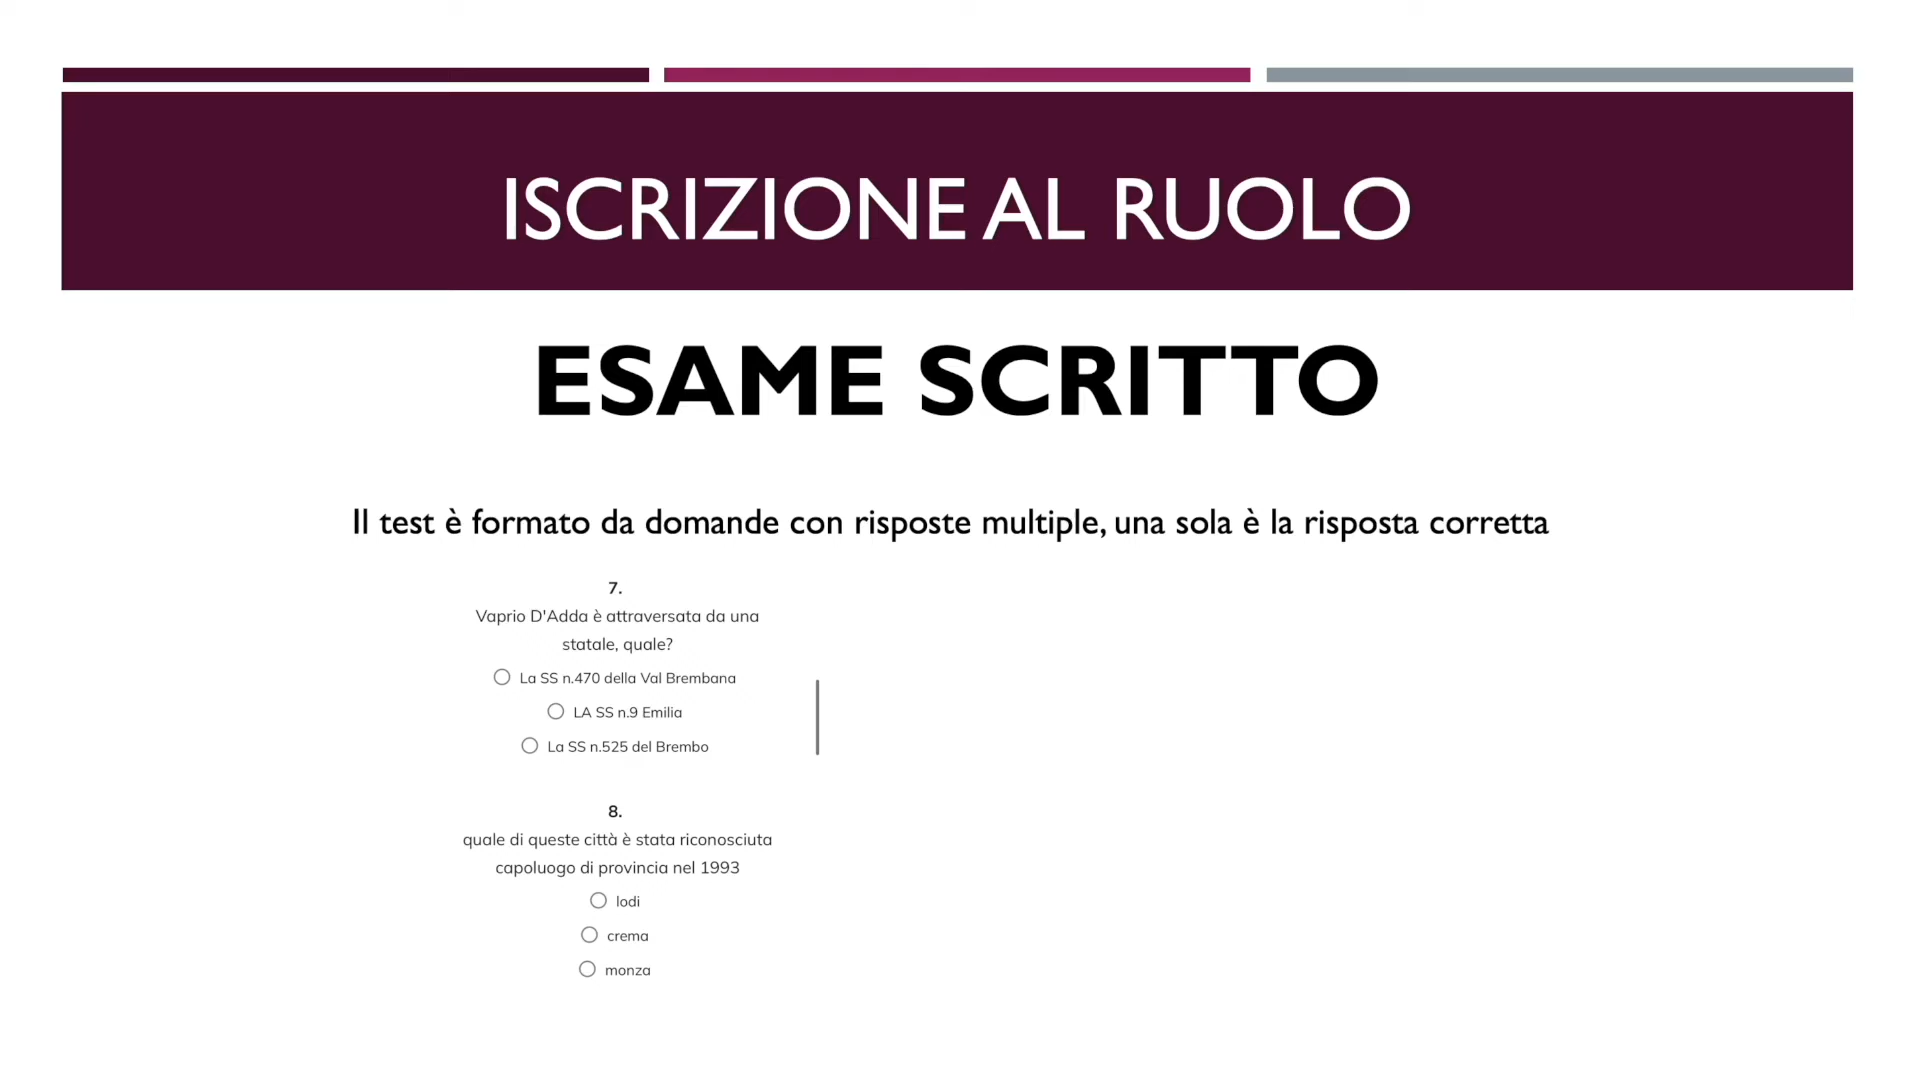 ISCRIZIONE AL RUOLO
ESAME SCRITTO
Il test è formato da domande con risposte multiple, una sola è la risposta corretta
7.
Vaprio D'Adda è attraversata da una
statale, quale?
La SS n.470 della Val Brembana
LA SS n.9 Emilia
La SS n.525 del Brembo
8.
quale di queste città è stata riconosciuta
capoluogo di provincia nel 1993
lodi
crema
monza